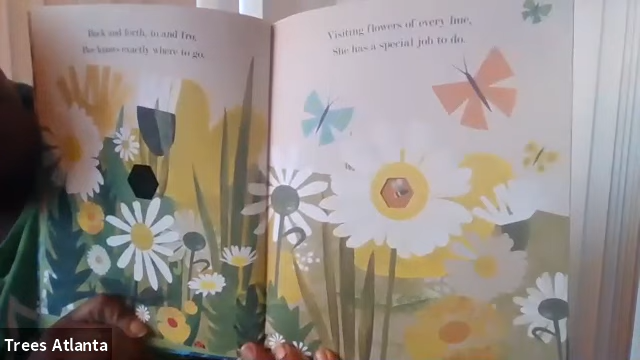 Back and forth, to and fro,
She knows exactly where to go,
Visiting flowers of every hue,
She has a special job to do.
Trees Atlanta